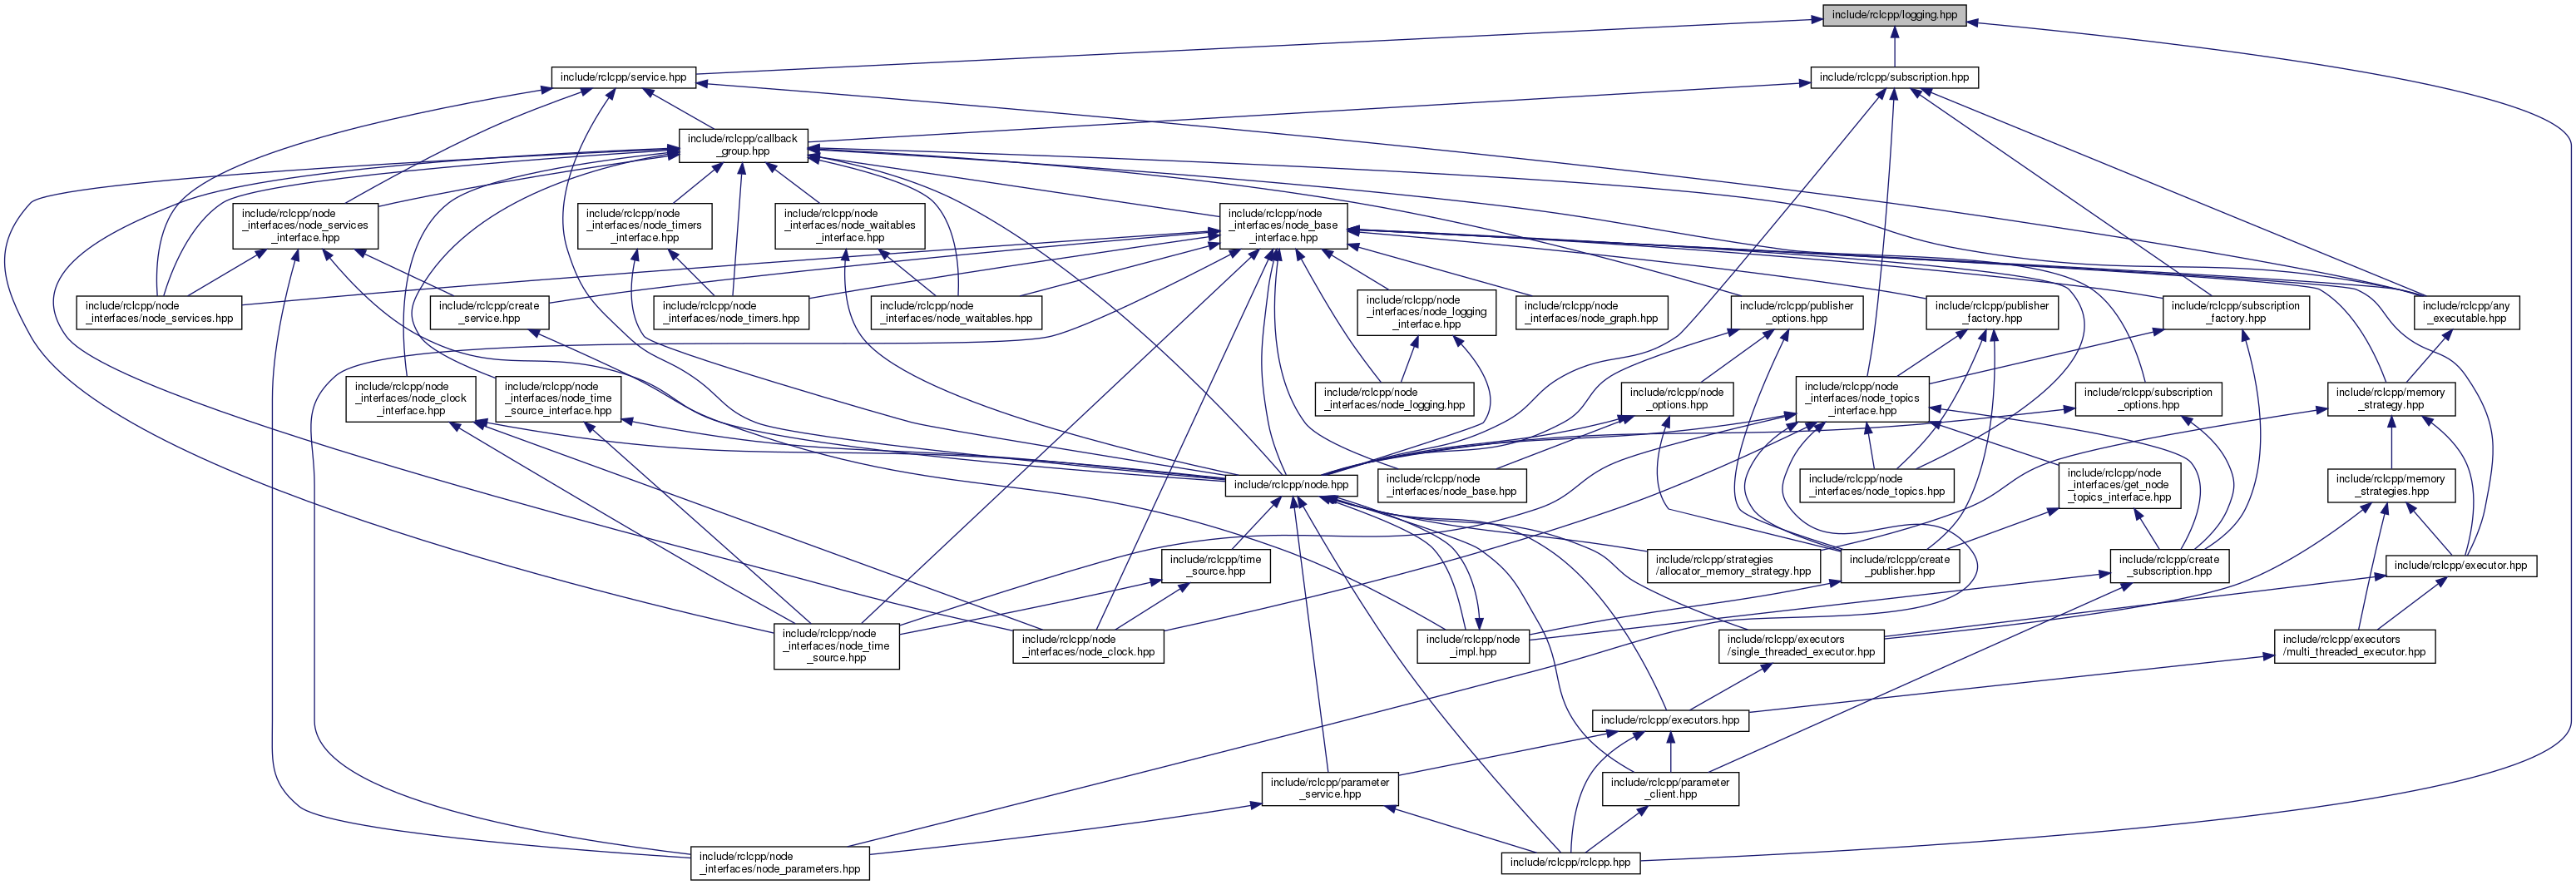 include/rclcpp/logging.hpp
include/rclcpp/service.hpp
include/rclcpp/subscription.hpp
include/rclcpp/callback
_group.hpp
include/rclcpp/node
_interfaces/node_services
_interface.hpp
include/rclcpp/node
_interfaces/node_timers
_interface.hpp
include/rclcpp/node
_interfaces/node_waitables
_interface.hpp
include/rclcpp/node
_interfaces/node_base
_interface.hpp
include/rclcpp/node
_interfaces/node_services.hpp
include/rclcpp/create
_service.hpp
include/rclcpp/node
_interfaces/node_timers.hpp
include/rclcpp/node
_interfaces/node_waitables.hpp
include/rclcpp/node
_interfaces/node_logging
_interface.hpp
include/rclcpp/node
_interfaces/node_graph.hpp
include/rclcpp/publisher
_options.hpp
include/rclcpp/publisher
_factory.hpp
include/rclcpp/subscription
_factory.hpp
include/rclcpp/any
_executable.hpp
include/rclcpp/node
_interfaces/node_clock
_interface.hpp
include/rclcpp/node
_interfaces/node_time
_source_interface.hpp
include/rclcpp/node
_interfaces/node_logging.hpp
include/rclcpp/node
_options.hpp
include/rclcpp/node
_interfaces/node_topics
_interface.hpp
include/rclcpp/subscription
_options.hpp
include/rclcpp/memory
_strategy.hpp
include/rclcpp/node.hpp
include/rclcpp/node
_interfaces/node_base.hpp
include/rclcpp/node
_interfaces/node_topics.hpp
include/rclcpp/node
_interfaces/get_node
_topics_interface.hpp
include/rclcpp/memory
_strategies.hpp
include/rclcpp/time
_source.hpp
include/rclcpp/strategies
/allocator_memory_strategy.hpp
include/rclcpp/create
_publisher.hpp
include/rclcpp/create
_subscription.hpp
include/rclcpp/executor.hpp
include/rclcpp/node
_interfaces/node_time
_source.hpp
include/rclcpp/node
_interfaces/node_clock.hpp
include/rclcpp/node
_impl.hpp
include/rclcpp/executors
/single_threaded_executor.hpp
include/rclcpp/executors
/multi_threaded_executor.hpp
include/rclcpp/executors.hpp
include/rclcpp/parameter
_service.hpp
include/rclcpp/parameter
_client.hpp
include/rclcpp/node
_interfaces/node_parameters.hpp
include/rclcpp/rclcpp.hpp